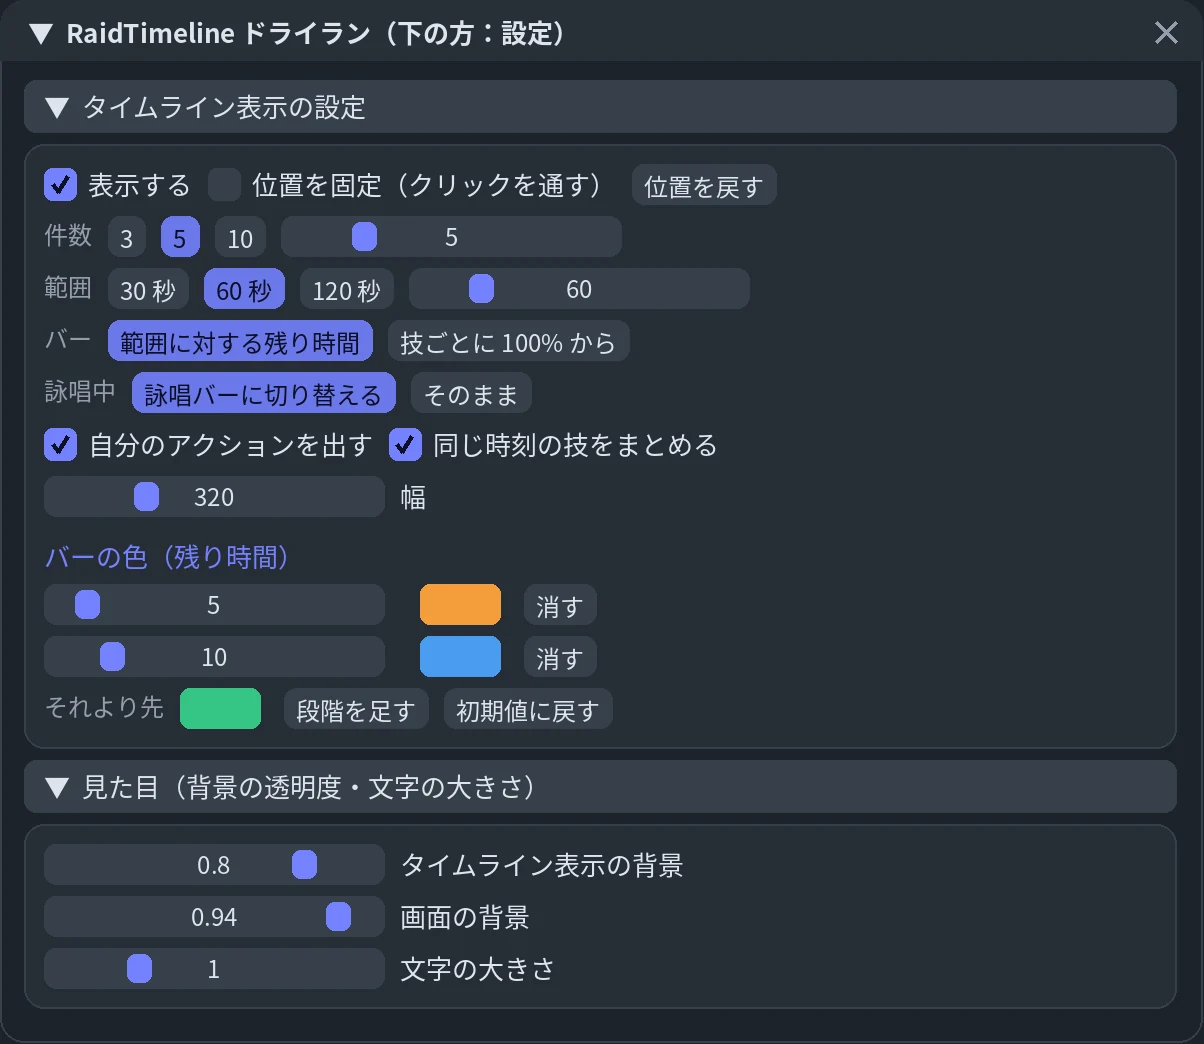 ▼ RaidTimeline ドライラン（下の方：設定）
▼ タイムライン表示の設定
表示する 位置を固定（クリックを通す） 位置を戻す
件数 3 5 10 5
範囲 30 秒 60 秒 120 秒 60
バー 範囲に対する残り時間 技ごとに 100% から
詠唱中 詠唱バーに切り替える そのまま
自分のアクションを出す 同じ時刻の技をまとめる
320 幅
バーの色（残り時間）
5 消す
10 消す
それより先 段階を足す 初期値に戻す
▼ 見た目（背景の透明度・文字の大きさ）
0.8 タイムライン表示の背景
0.94 画面の背景
1 文字の大きさ